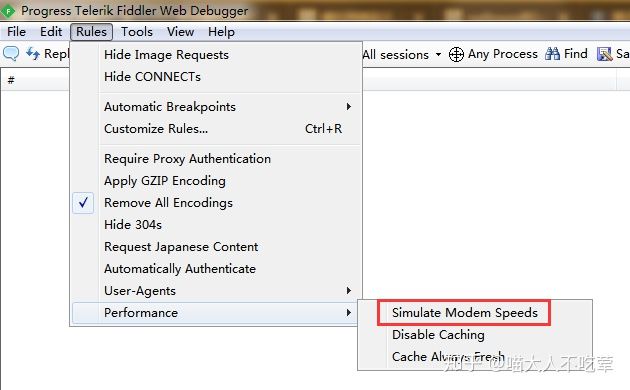 Progress Telerik Fiddler Web Debugger
File Edit Rules Tools View Help
Repl All sessions Any Process Find Sa
#
Hide Image Requests
Hide CONNECTs
Automatic Breakpoints
Customize Rules... Ctrl+R
Require Proxy Authentication
Apply GZIP Encoding
Remove All Encodings
Hide 304s
Request Japanese Content
Automatically Authenticate
User-Agents
Performance
Simulate Modem Speeds
Disable Caching
Cache Always Fresh
知乎 @喵大人不吃葷